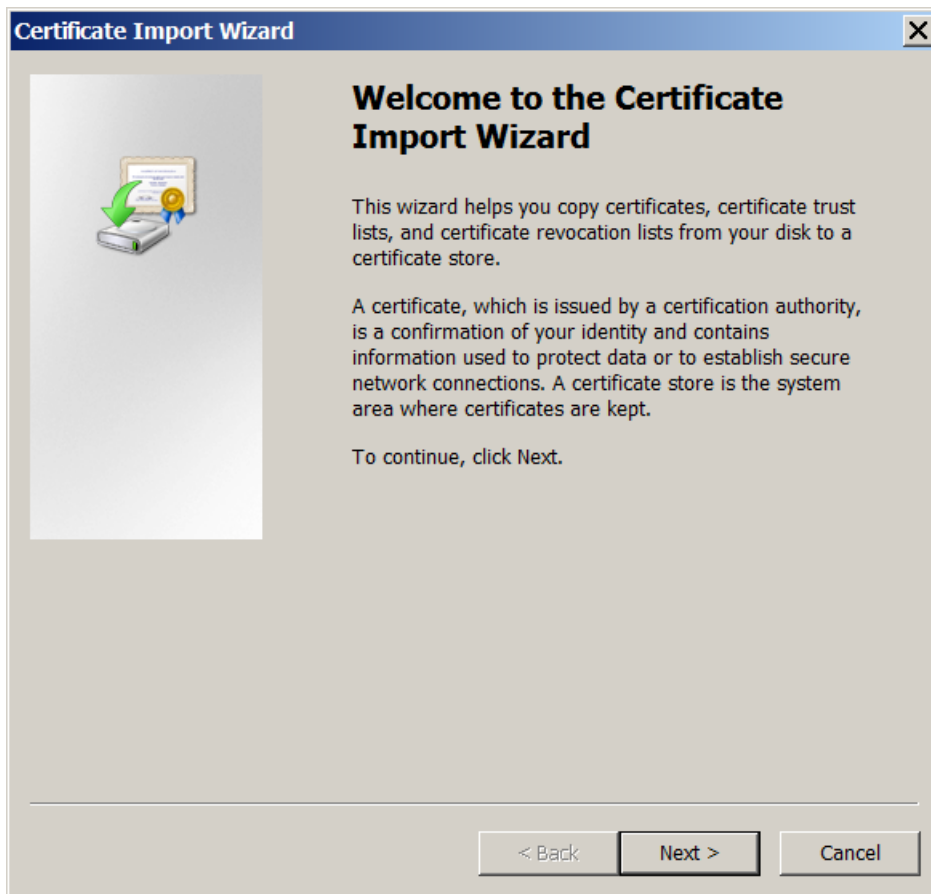 Certificate Import Wizard
Welcome to the Certificate
Import Wizard
This wizard helps you copy certificates, certificate trust
lists, and certificate revocation lists from your disk to a
certificate store.
A certificate, which is issued by a certification authority,
is a confirmation of your identity and contains
information used to protect data or to establish secure
network connections. A certificate store is the system
area where certificates are kept.
To continue, click Next.
< Back
Next >
Cancel